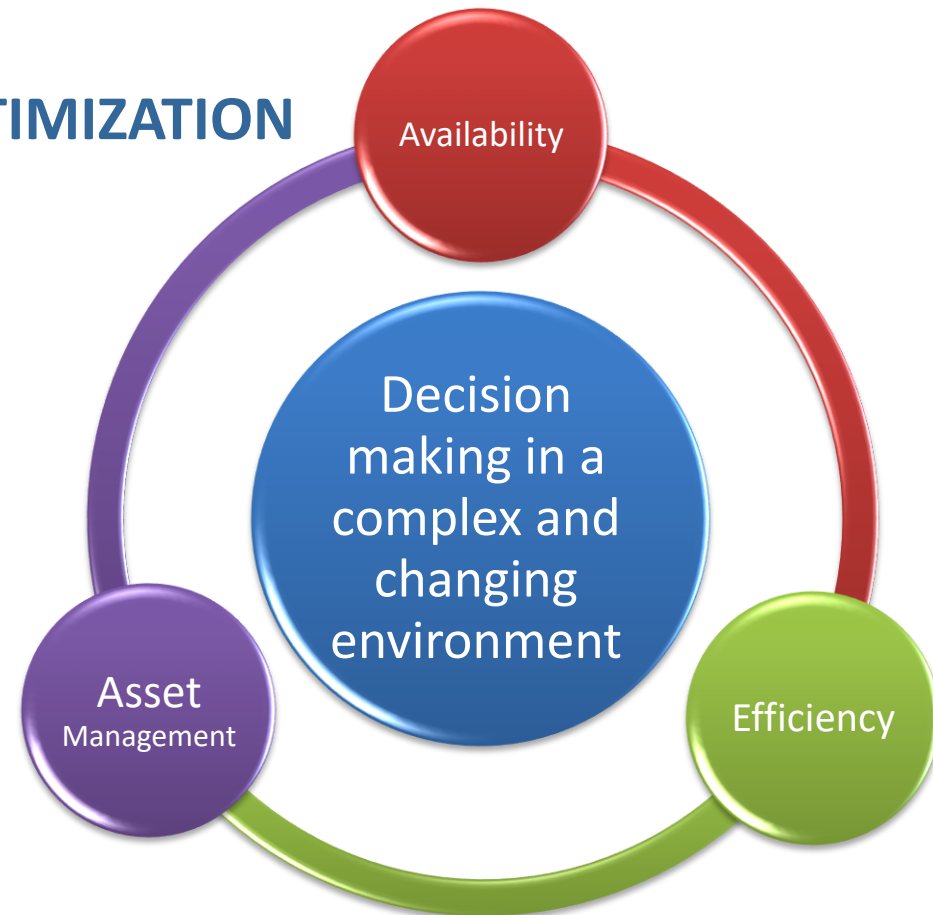 TIMIZATION
Availability
Decision
making in a
complex and
changing
environment
Asset
Management
Efficiency